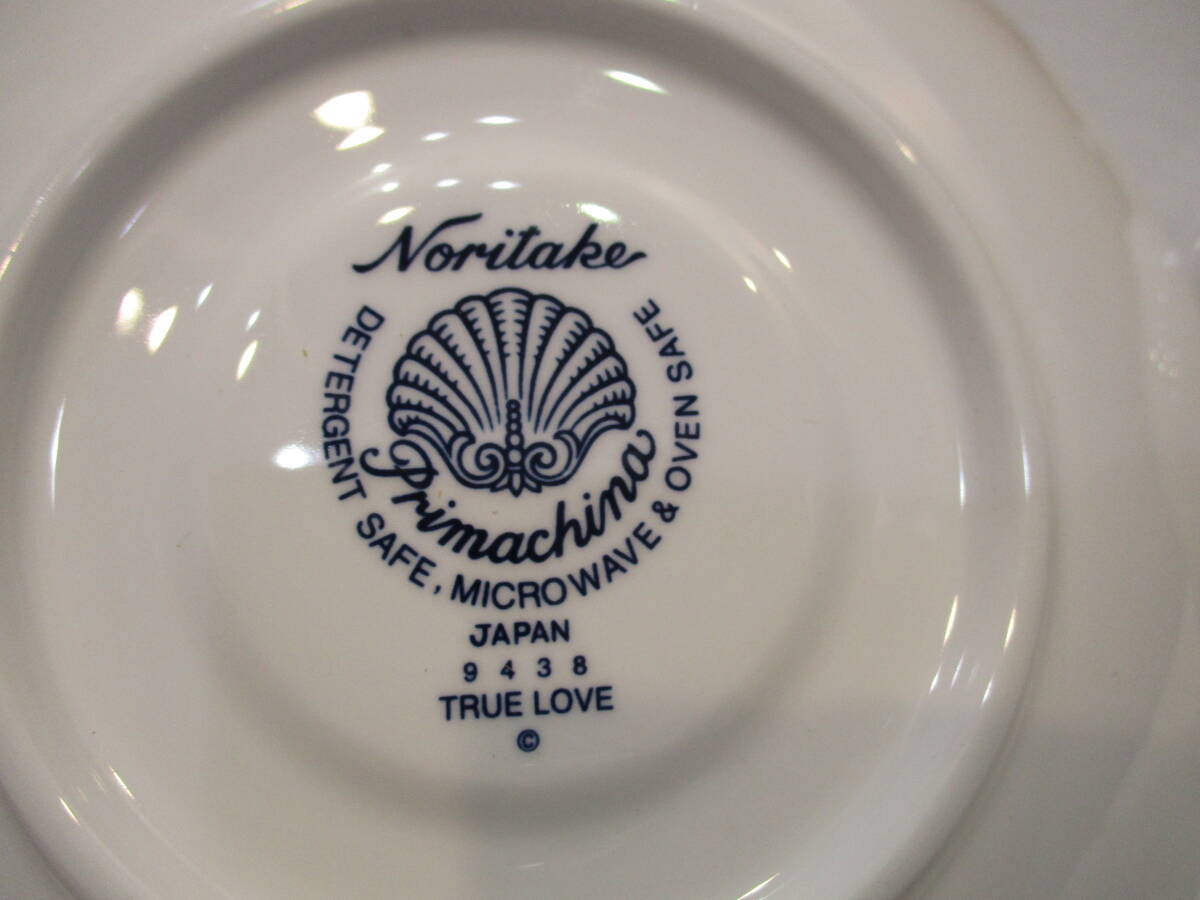 Noritake
Primachina
DETERGENT SAFE, MICROWAVE & OVEN SAFE
JAPAN
9438
TRUE LOVE
©